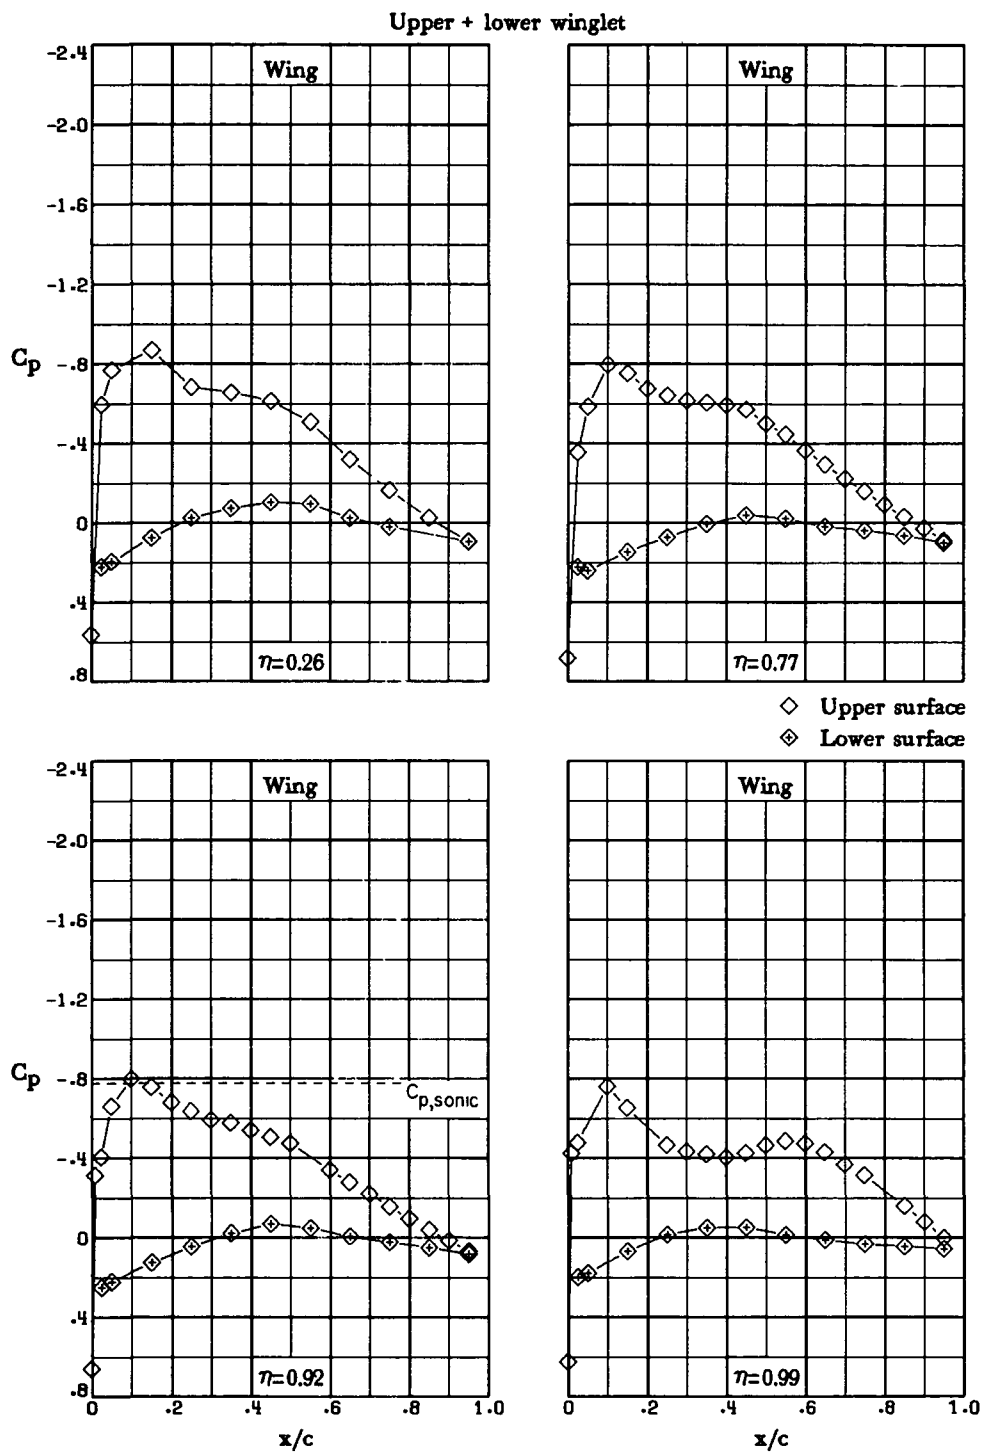 Upper + lower winglet
-2.4
Wing
Wing
-2.0
-1.6
-1.2
Cp
-.8
-.4
0
.4
.8
η=0.26
η=0.77
Upper surface
Lower surface
-2.4
Wing
Wing
-2.0
-1.6
-1.2
Cp
-.8
Cp,sonic
-.4
0
.4
.8
η=0.92
η=0.99
0 .2 .4 .6 .8 1.0
0 .2 .4 .6 .8 1.0
x/c
x/c